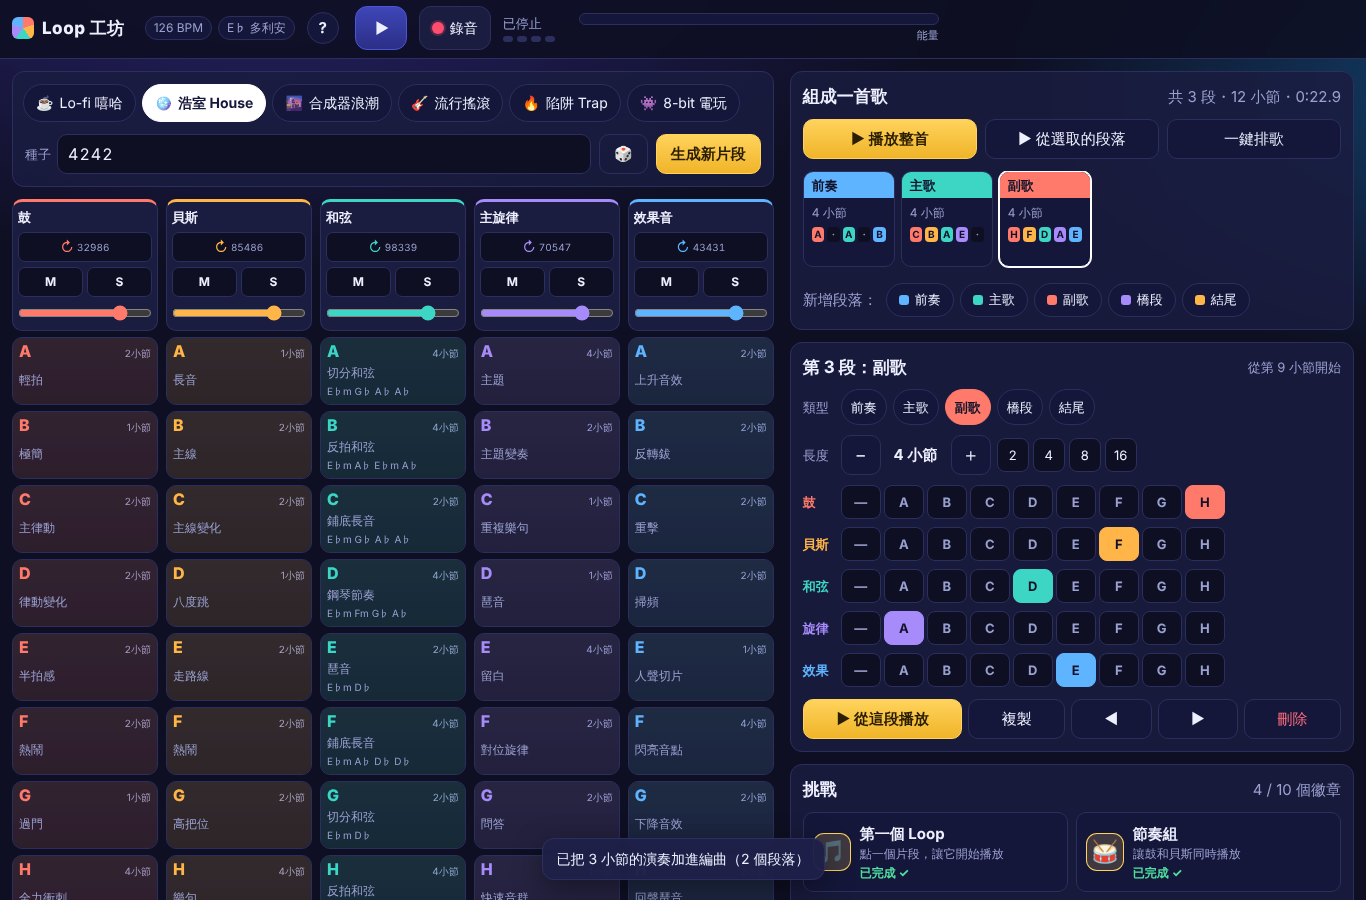 Loop 工坊
126 BPM
E♭ 多利安
?
錄音
已停止
能量
Lo-fi 嘻哈
浩室 House
合成器浪潮
流行搖滾
陷阱 Trap
8-bit 電玩
種子
4242
生成新片段
鼓
貝斯
和弦
主旋律
效果音
32986
85486
98339
70547
43431
M S
M S
M S
M S
M S
A 2小節
輕拍
A 1小節
長音
A 4小節
切分和弦
E♭m G♭ A♭ A♭
A 4小節
主題
A 2小節
上升音效
B 1小節
極簡
B 2小節
主線
B 4小節
反拍和弦
E♭m A♭ E♭m A♭
B 2小節
主題變奏
B 2小節
反轉鈸
C 2小節
主律動
C 2小節
主線變化
C 2小節
鋪底長音
E♭m G♭ A♭ A♭
C 1小節
重複樂句
C 2小節
重擊
D 2小節
律動變化
D 1小節
八度跳
D 4小節
鋼琴節奏
E♭m Fm G♭ A♭
D 1小節
琶音
D 2小節
掃頻
E 2小節
半拍感
E 2小節
走路線
E 2小節
琶音
E♭m D♭
E 4小節
留白
E 1小節
人聲切片
F 2小節
熱鬧
F 2小節
熱鬧
F 4小節
鋪底長音
E♭m A♭ D♭ D♭
F 2小節
對位旋律
F 4小節
閃亮音點
G 1小節
過門
G 2小節
高把位
G 2小節
切分和弦
E♭m D♭
G 2小節
問答
G 2小節
下降音效
H 4小節
全力衝刺
H 2小節
樂句
H 4小節
反拍和弦
H
快速音群
已把 3 小節的演奏加進編曲（2 個段落）
組成一首歌
共 3 段・12 小節・0:22.9
▶ 播放整首
▶ 從選取的段落
一鍵排歌
前奏
4 小節
A · A · B
主歌
4 小節
C B A E ·
副歌
4 小節
H F D A E
新增段落：
前奏
主歌
副歌
橋段
結尾
第 3 段：副歌
從第 9 小節開始
類型
前奏
主歌
副歌
橋段
結尾
長度
−
4 小節
+
2
4
8
16
鼓 — A B C D E F G H
貝斯 — A B C D E F G H
和弦 — A B C D E F G H
旋律 — A B C D E F G H
效果 — A B C D E F G H
▶ 從這段播放
複製
◀
▶
刪除
挑戰
4 / 10 個徽章
第一個 Loop
點一個片段，讓它開始播放
已完成 ✓
節奏組
讓鼓和貝斯同時播放
已完成 ✓